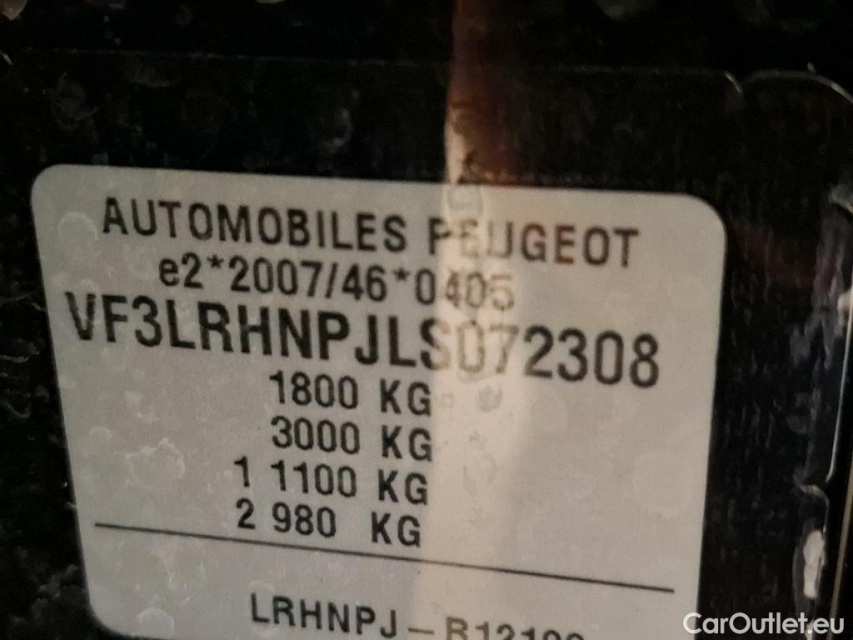 AUTOMOBILES PEUGEOT
e2*2007/46*0405
VF3LRHNPJLS072308
1800 KG
3000 KG
1 1100 KG
2 980 KG
LRHNPJ-
CarOutlet.eu